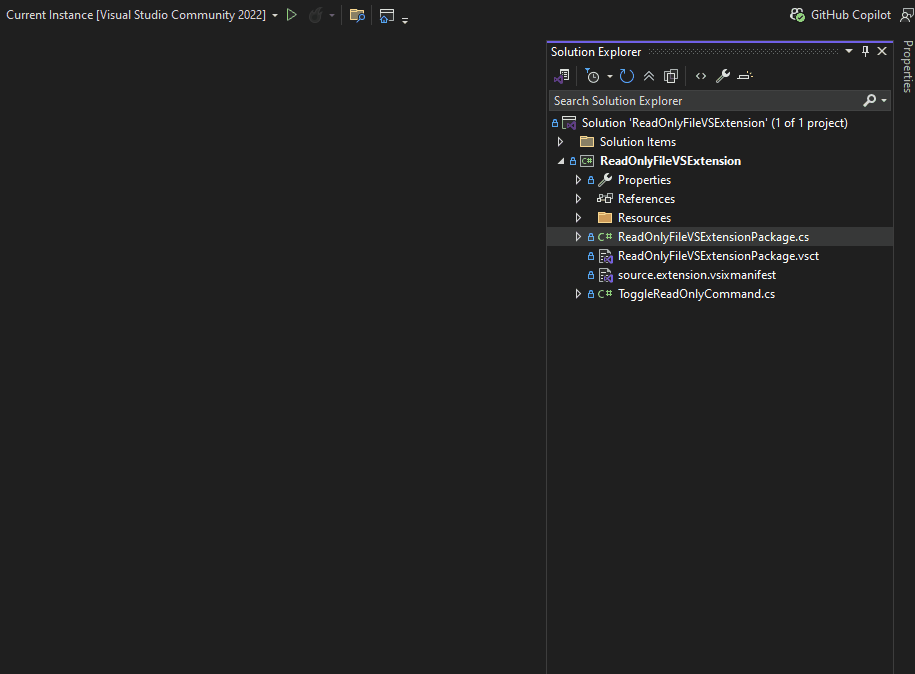 Current Instance [Visual Studio Community 2022]
GitHub Copilot
Solution Explorer
Search Solution Explorer
Solution 'ReadOnlyFileVSExtension' (1 of 1 project)
Solution Items
C# ReadOnlyFileVSExtension
Properties
References
Resources
C# ReadOnlyFileVSExtensionPackage.cs
ReadOnlyFileVSExtensionPackage.vsct
source.extension.vsixmanifest
C# ToggleReadOnlyCommand.cs
Properties